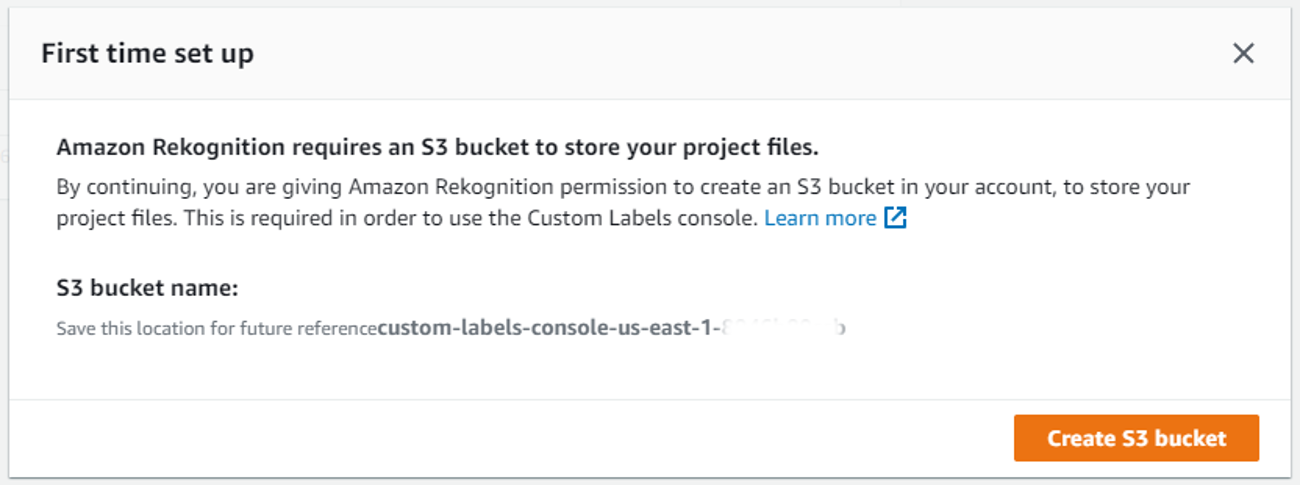 First time set up
Amazon Rekognition requires an S3 bucket to store your project files.
By continuing, you are giving Amazon Rekognition permission to create an S3 bucket in your account, to store your
project files. This is required in order to use the Custom Labels console. Learn more
S3 bucket name:
Save this location for future referencecustom-labels-console-us-east-1-
Create S3 bucket